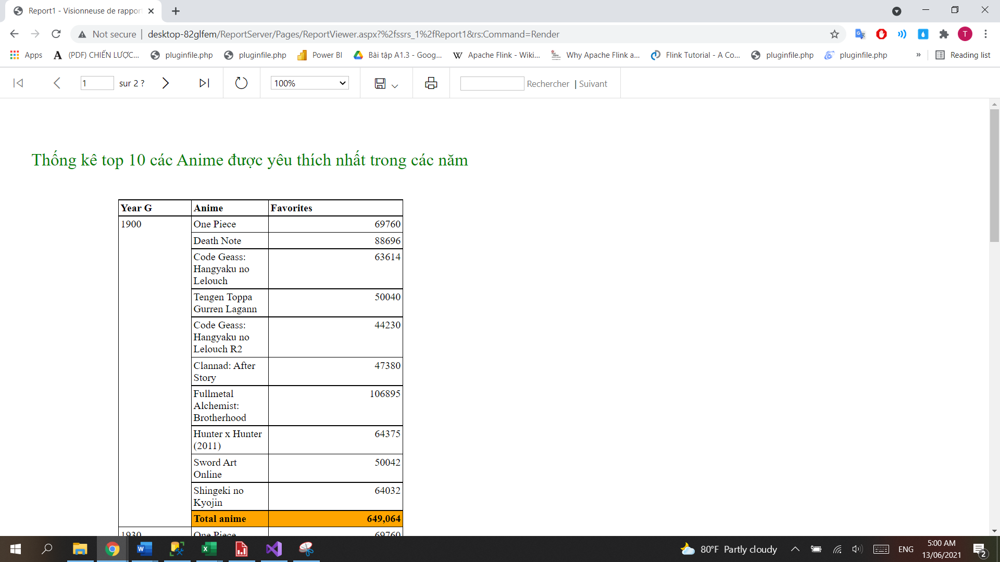 Report1 - Visionneuse de rappor
Not secure | desktop-82glfem/ReportServer/Pages/ReportViewer.aspx?%2fssrs_1%2fReport1&rs:Command=Render
T
Apps (PDF) CHIẾN LƯỢC... pluginfile.php pluginfile.php Power BI Bài tập A1.3 - Goog... Apache Flink - Wiki... Why Apache Flink a... Flink Tutorial - A Co... pluginfile.php pluginfile.php » Reading list
1 sur 2 ? 100% Rechercher | Suivant
Thống kê top 10 các Anime được yêu thích nhất trong các năm
Year G Anime Favorites
1900 One Piece 69760
Death Note 88696
Code Geass: 63614
Hangyaku no
Lelouch
Tengen Toppa 50040
Gurren Lagann
Code Geass: 44230
Hangyaku no
Lelouch R2
Clannad: After 47380
Story
Fullmetal 106895
Alchemist:
Brotherhood
Hunter x Hunter 64375
(2011)
Sword Art 50042
Online
Shingeki no 64032
Kyojin
Total anime 649,064
1930 One Piece 69760
80°F Partly cloudy ENG 5:00 AM
13/06/2021
2